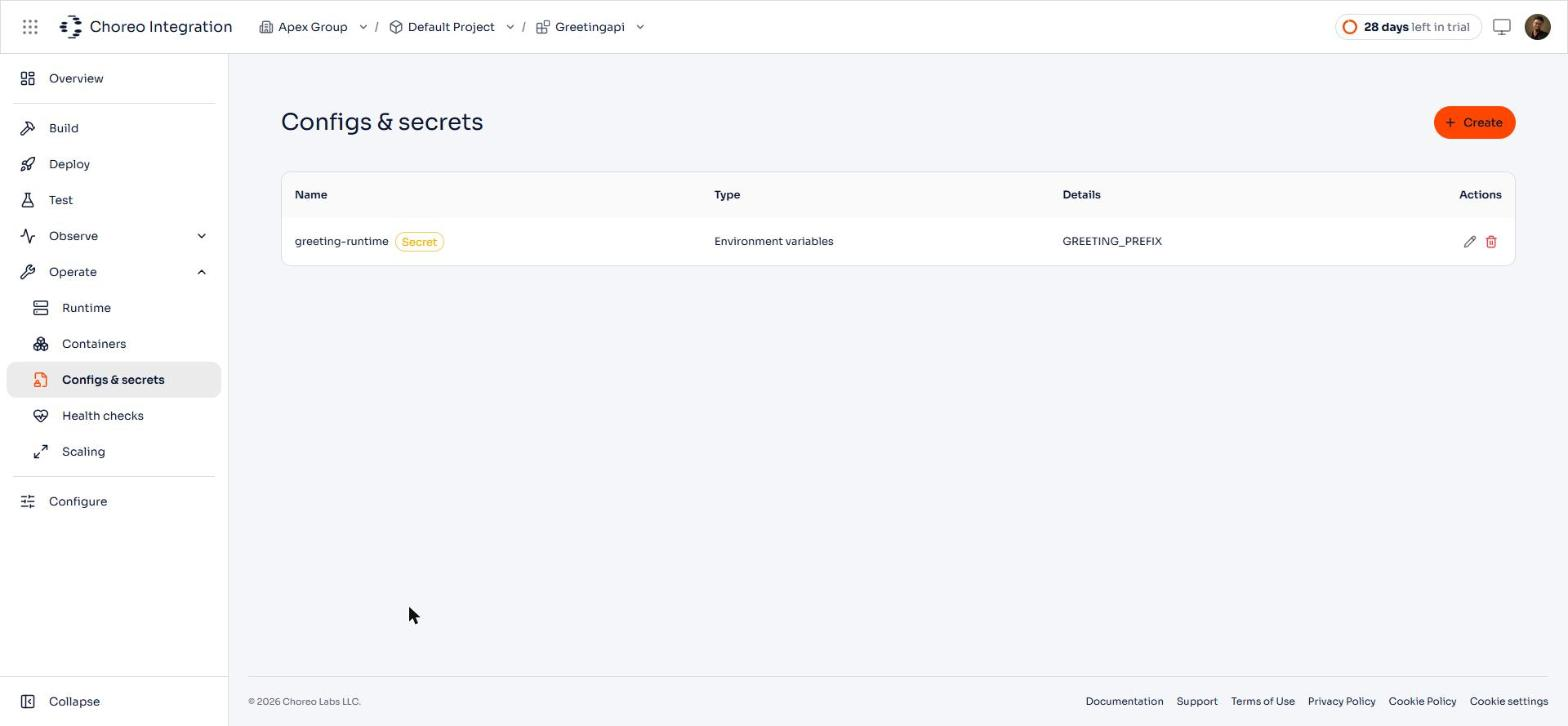 Choreo Integration Apex Group / Default Project / Greetingapi 28 days left in trial
Overview
Build
Deploy
Test
Observe
Operate
Runtime
Containers
Configs & secrets
Health checks
Scaling
Configure
Collapse
Configs & secrets
+ Create
Name Type Details Actions
greeting-runtime Secret Environment variables GREETING_PREFIX
© 2026 Choreo Labs LLC. Documentation Support Terms of Use Privacy Policy Cookie Policy Cookie settings